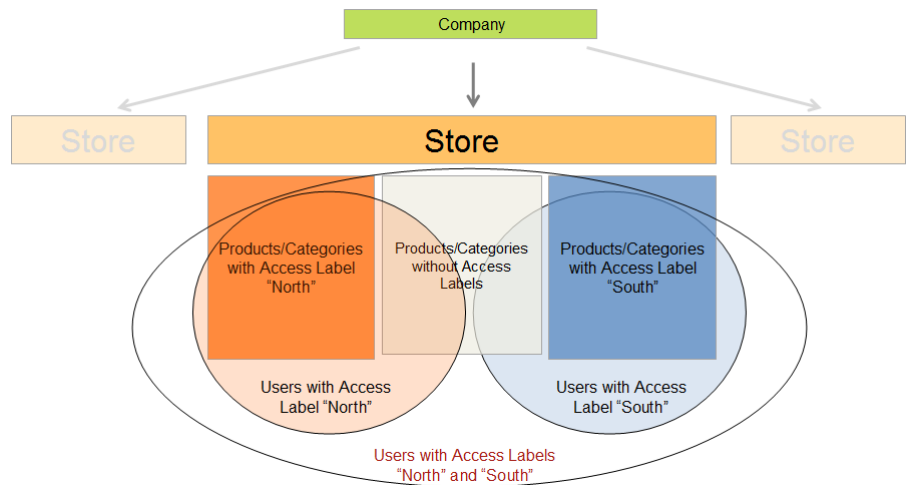 Company
Store
Store
Store
Products/Categories
with Access Label
“North”
Products/Categories
without Access
Labels
Products/Categories
with Access Label
“South”
Users with Access
Label “North”
Users with Access
Label “South”
Users with Access Labels
“North” and “South”